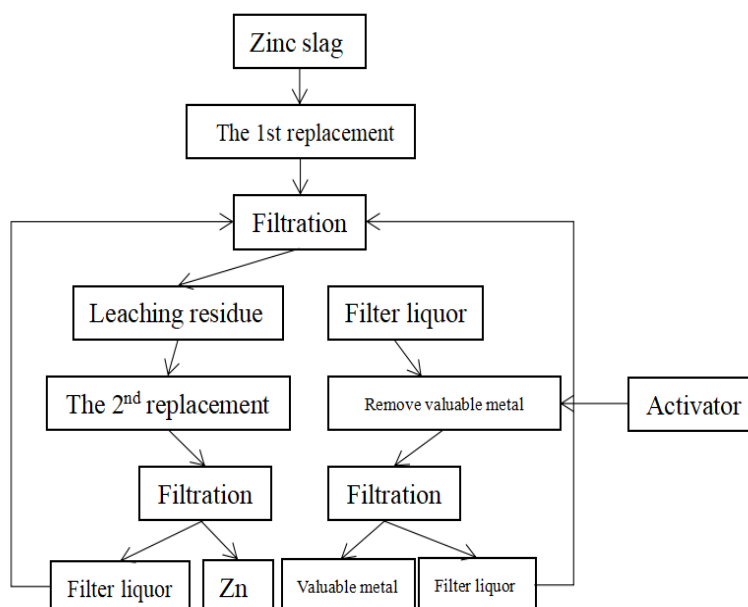 Zinc slag
The 1st replacement
Filtration
Leaching residue
Filter liquor
The 2nd replacement
Remove valuable metal
Activator
Filtration
Filtration
Filter liquor
Zn
Valuable metal
Filter liquor